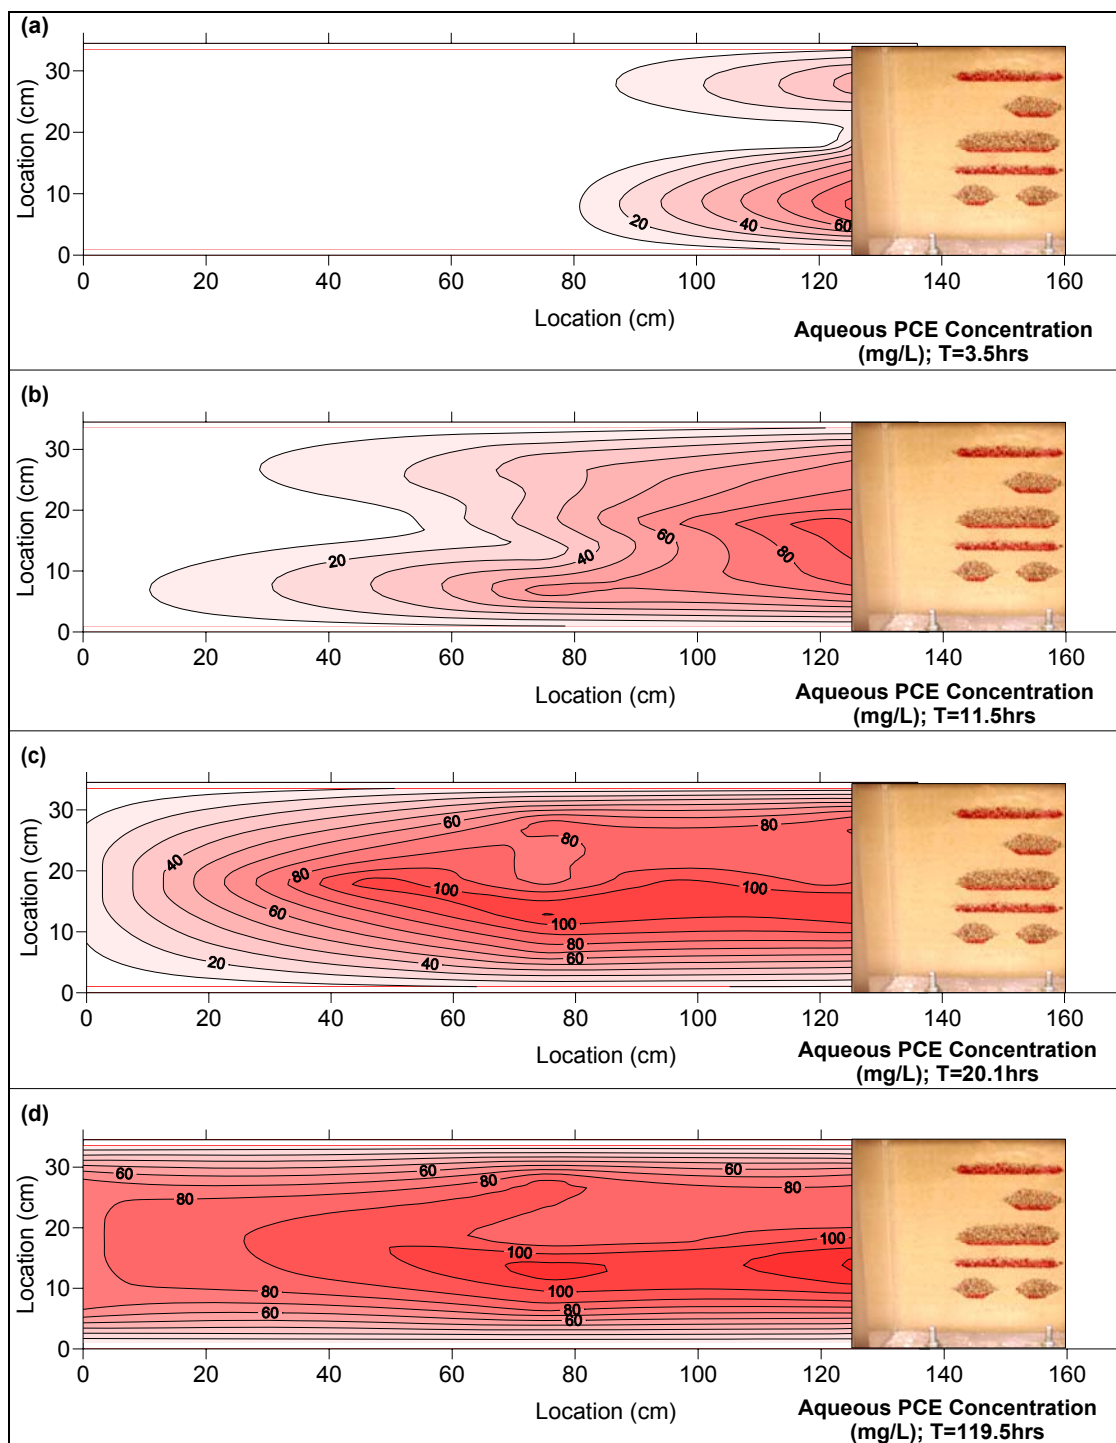 (a)
30
20
10
0
Location (cm)
20
40
60
0 20 40 60 80 100 120 140 160
Location (cm)
Aqueous PCE Concentration
(mg/L); T=3.5hrs
(b)
30
20
10
0
Location (cm)
20
40
60
80
0 20 40 60 80 100 120 140 160
Location (cm)
Aqueous PCE Concentration
(mg/L); T=11.5hrs
(c)
30
20
10
0
Location (cm)
60
80
80
40
80
100
100
60
100
80
60
20
40
0 20 40 60 80 100 120 140 160
Location (cm)
Aqueous PCE Concentration
(mg/L); T=20.1hrs
(d)
30
20
10
0
Location (cm)
60
60
60
80
80
80
100
100
80
100
60
80
60
0 20 40 60 80 100 120 140 160
Location (cm)
Aqueous PCE Concentration
(mg/L); T=119.5hrs